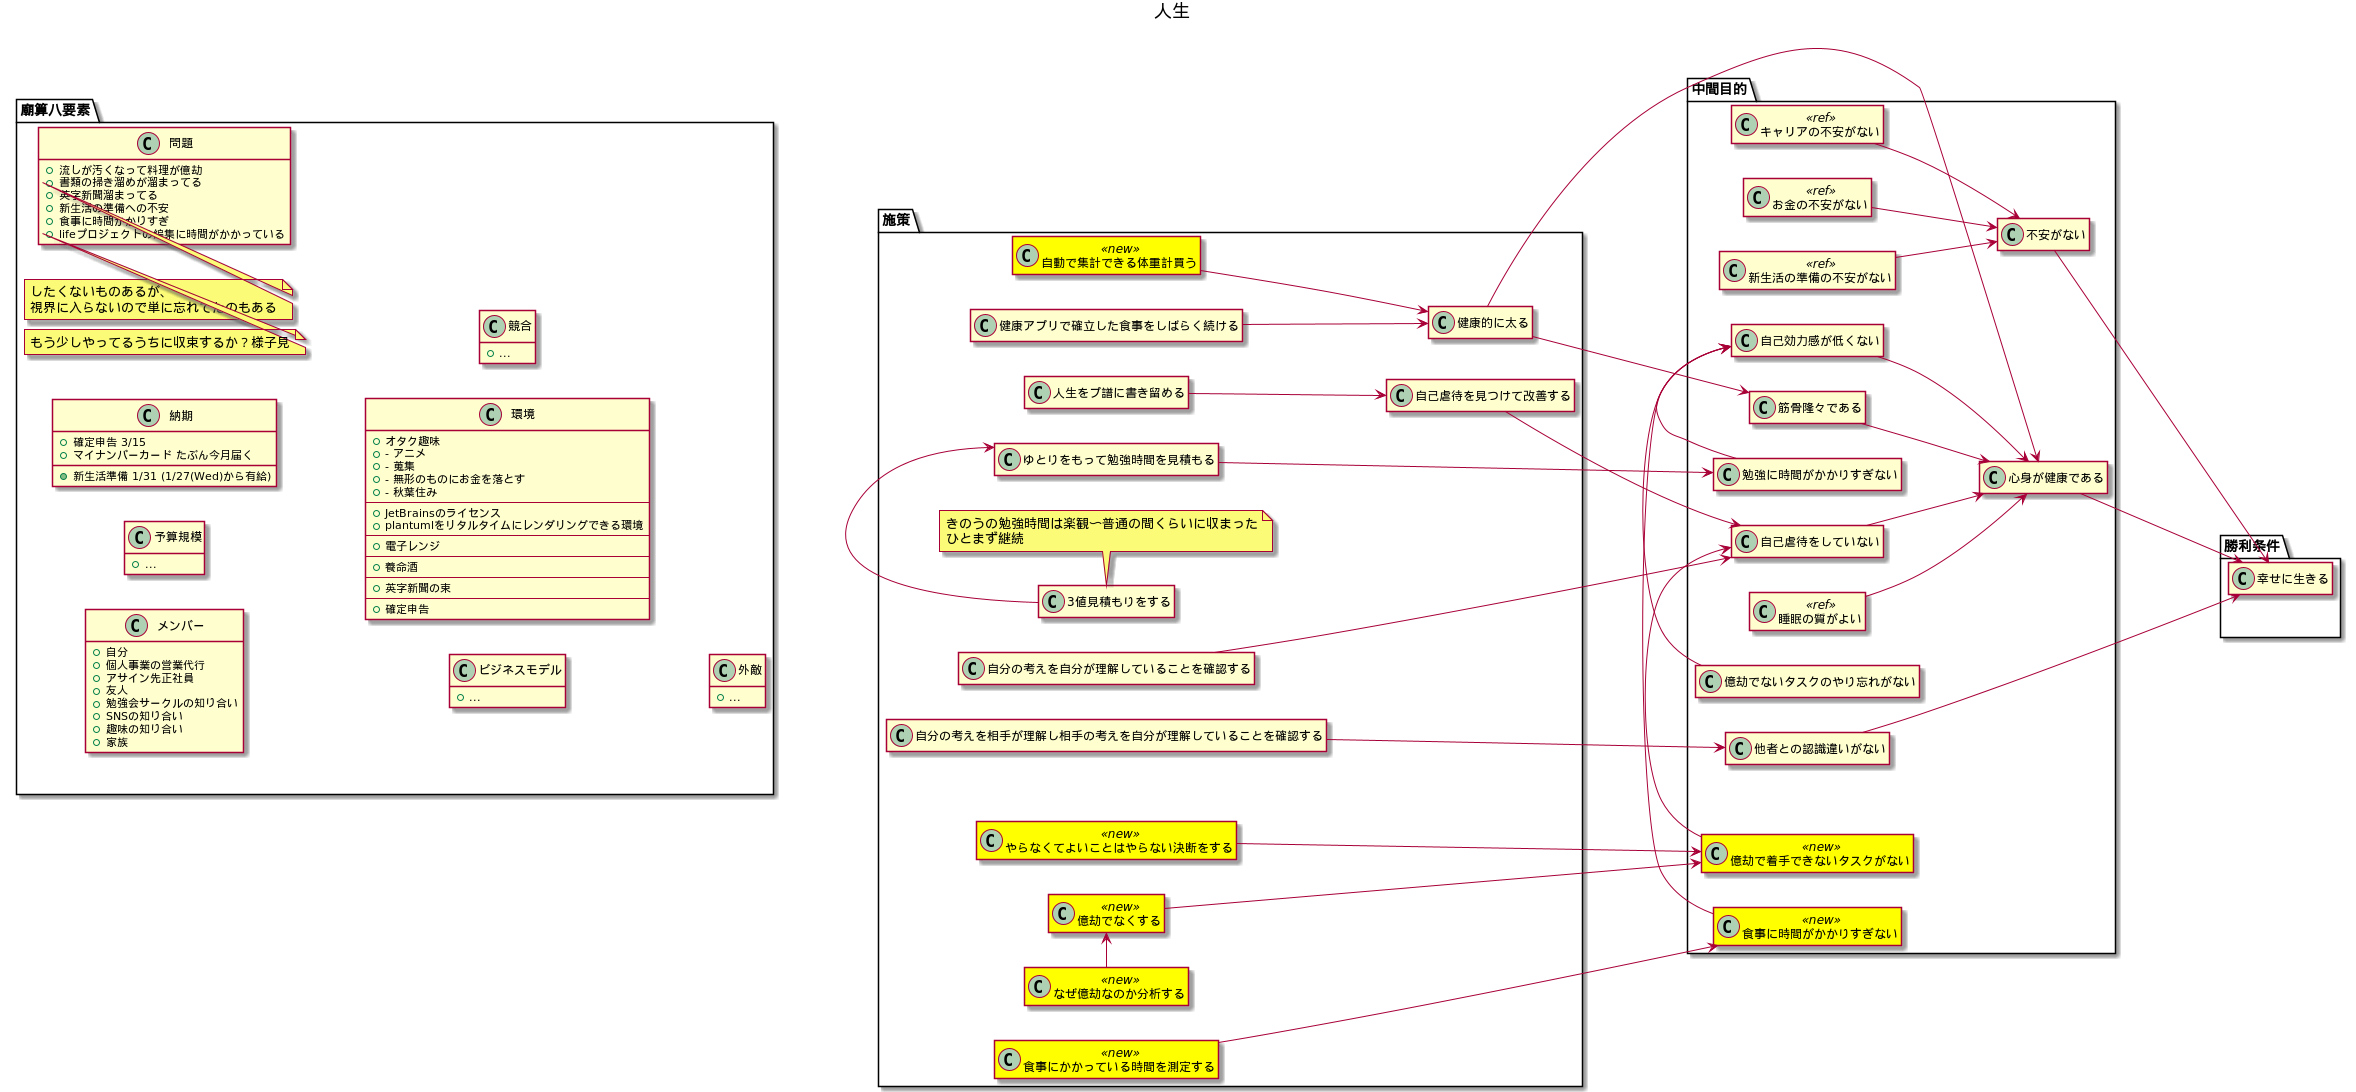 人生
廟算八要素
C 問題
流しが汚くなって料理が億劫
書類の掃き溜めが溜まってる
英字新聞溜まってる
新生活の準備への不安
食事に時間がかかりすぎ
lifeプロジェクトの編集に時間がかかっている
したくないものあるが、
視界に入らないので単に忘れてたのもある
もう少しやってるうちに収束するか？様子見
C 競合
...
C 納期
確定申告 3/15
マイナンバーカード たぶん今月届く
新生活準備 1/31 (1/27(Wed)から有給)
C 環境
オタク趣味
- アニメ
- 蒐集
- 無形のものにお金を落とす
- 秋葉住み
JetBrainsのライセンス
plantumlをリタルタイムにレンダリングできる環境
電子レンジ
養命酒
英字新聞の束
確定申告
C 予算規模
...
C メンバー
自分
個人事業の営業代行
アサイン先正社員
友人
勉強会サークルの知り合い
SNSの知り合い
趣味の知り合い
家族
C ビジネスモデル
...
C 外敵
...
施策
«new»
C 自動で集計できる体重計買う
C 健康アプリで確立した食事をしばらく続ける
C 健康的に太る
C 人生をプ譜に書き留める
C 自己虐待を見つけて改善する
C ゆとりをもって勉強時間を見積もる
きのうの勉強時間は楽観〜普通の間くらいに収まった
ひとまず継続
C 3値見積もりをする
C 自分の考えを自分が理解していることを確認する
C 自分の考えを相手が理解し相手の考えを自分が理解していることを確認する
«new»
C やらなくてよいことはやらない決断をする
«new»
C 億劫でなくする
«new»
C なぜ億劫なのか分析する
«new»
C 食事にかかっている時間を測定する
中間目的
«ref»
C キャリアの不安がない
«ref»
C お金の不安がない
«ref»
C 新生活の準備の不安がない
C 不安がない
C 自己効力感が低くない
C 筋骨隆々である
C 勉強に時間がかかりすぎない
C 心身が健康である
C 自己虐待をしていない
«ref»
C 睡眠の質がよい
C 億劫でないタスクのやり忘れがない
C 他者との認識違いがない
«new»
C 億劫で着手できないタスクがない
«new»
C 食事に時間がかかりすぎない
勝利条件
C 幸せに生きる